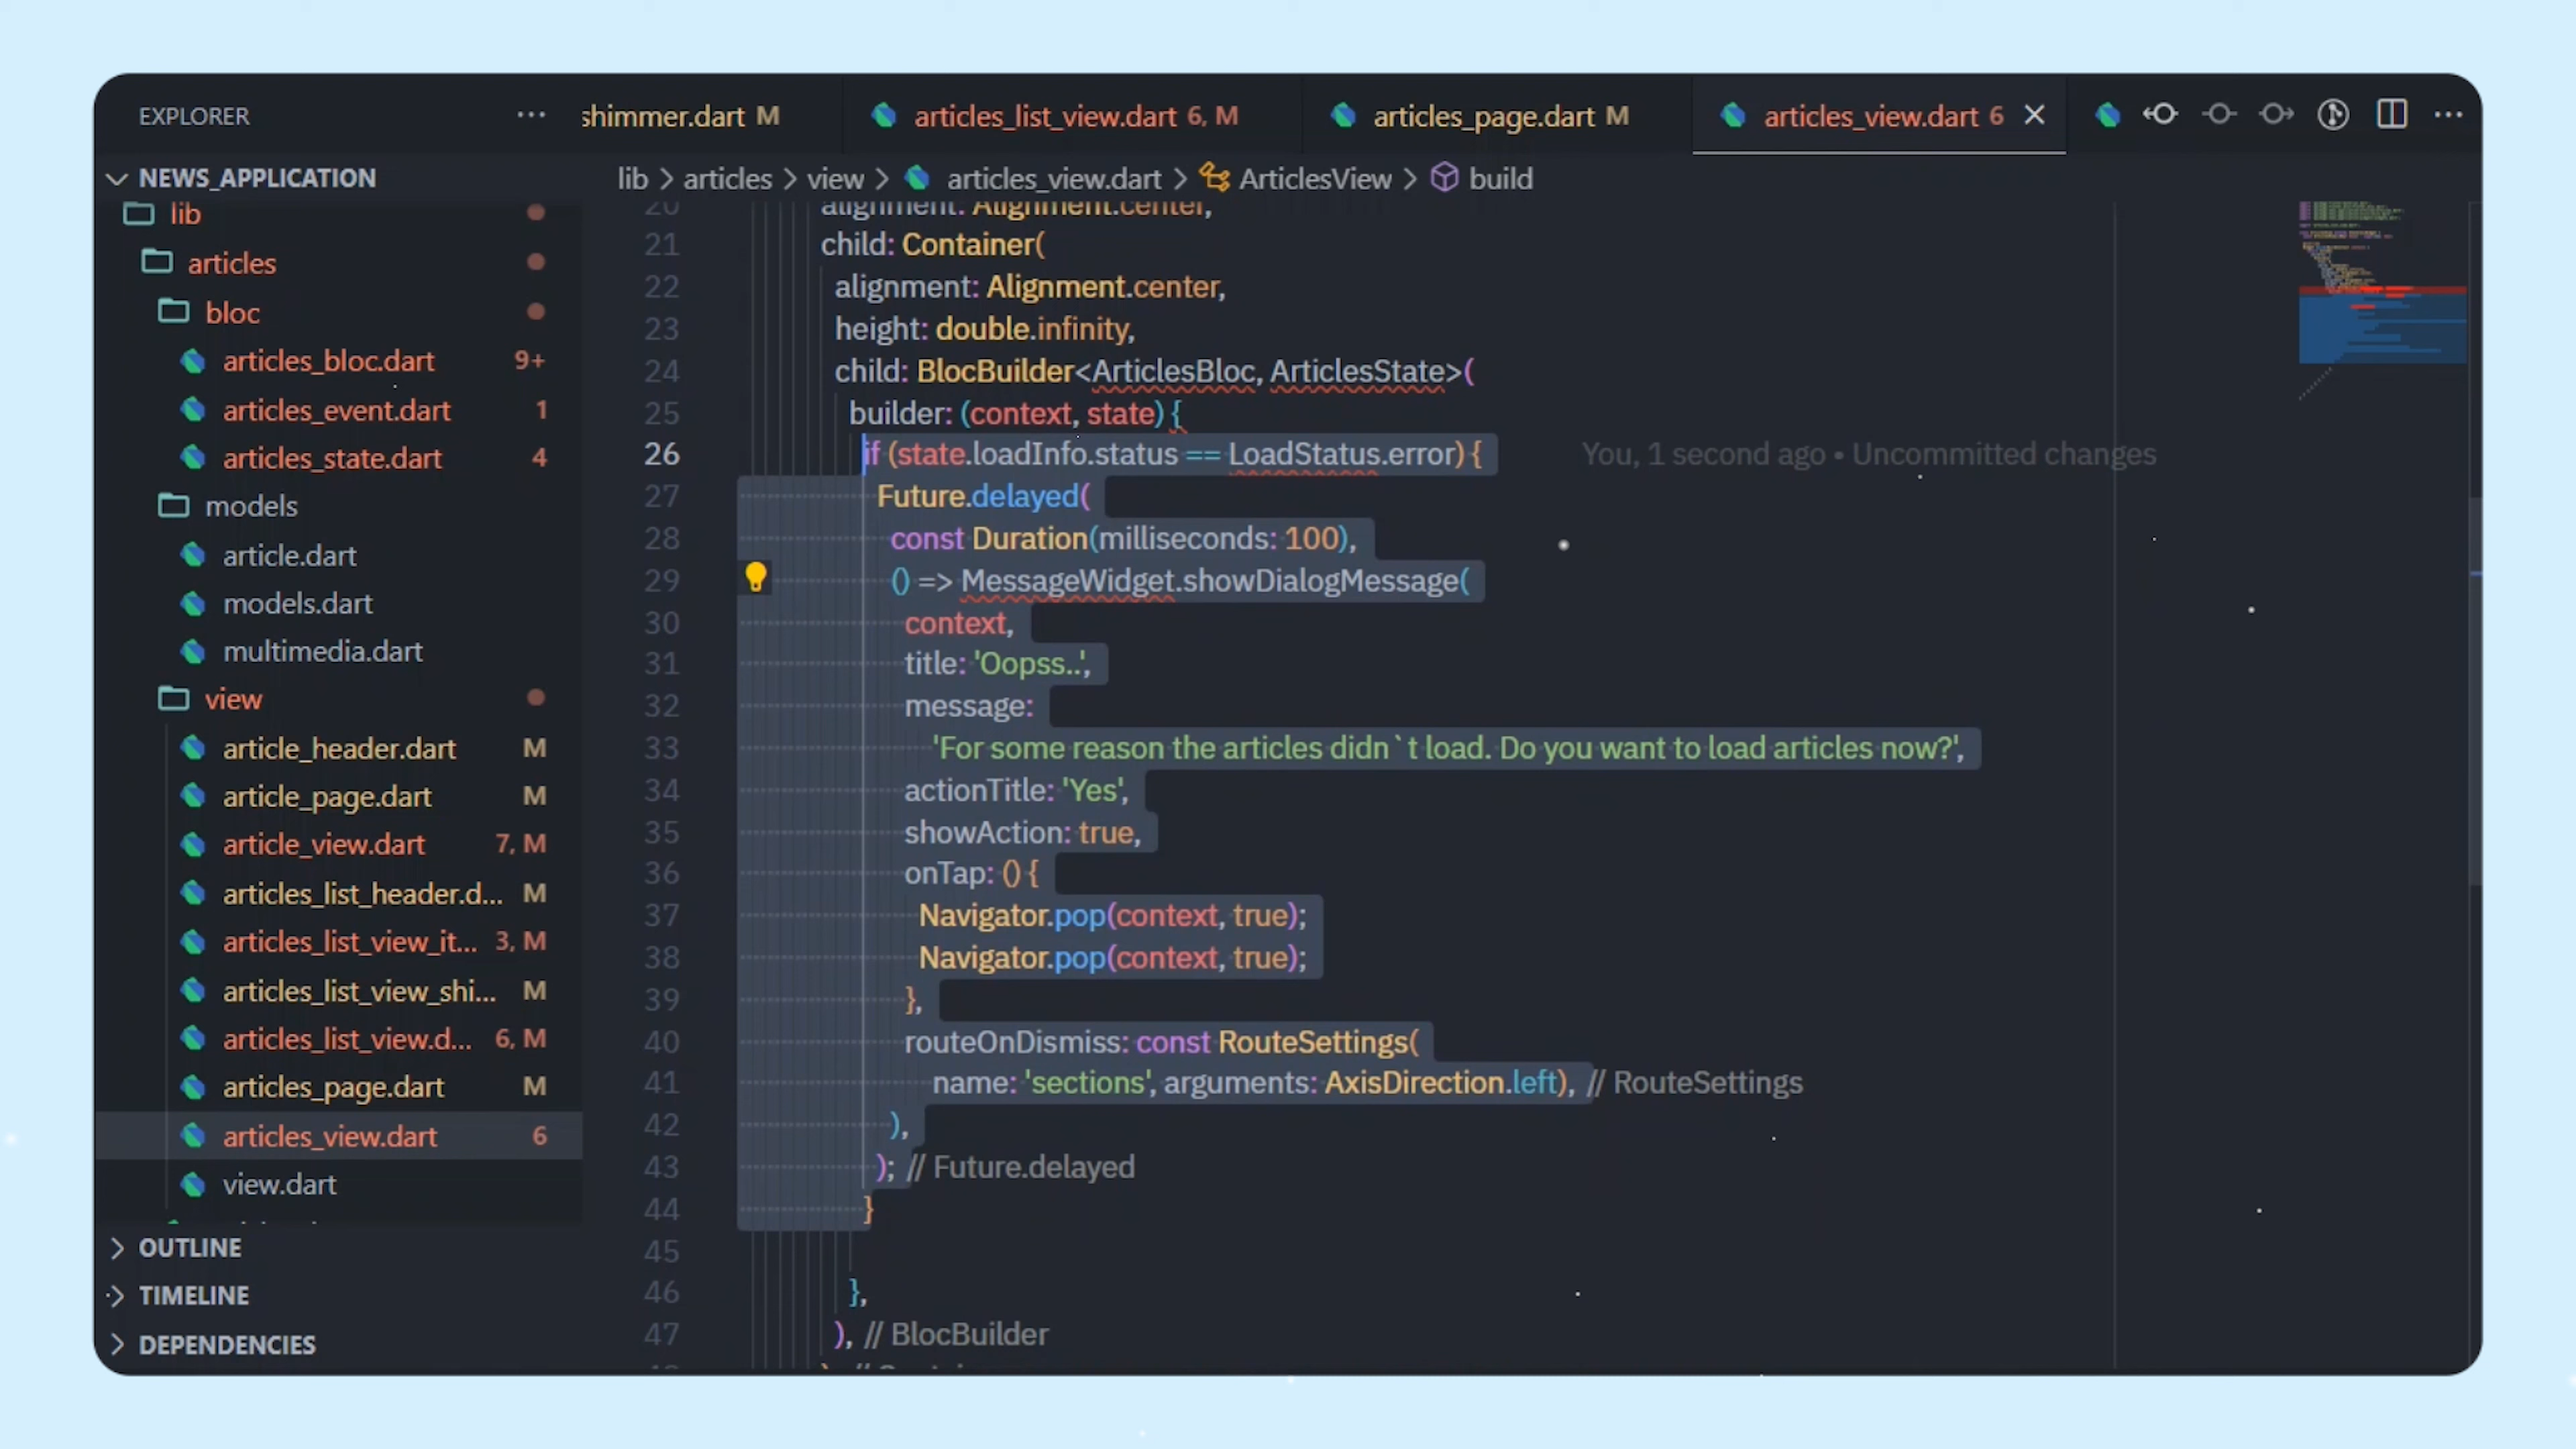 EXPLORER
shimmer.dart M
articles_list_view.dart 6, M
articles_page.dart M
articles_view.dart 6
NEWS_APPLICATION
lib > articles > view > articles_view.dart > ArticlesView > build
lib
articles
bloc
articles_bloc.dart 9+
articles_event.dart 1
articles_state.dart 4
models
article.dart
models.dart
multimedia.dart
view
article_header.dart M
article_page.dart M
article_view.dart 7, M
articles_list_header.d... M
articles_list_view_it... 3, M
articles_list_view_shi... M
articles_list_view.d... 6, M
articles_page.dart M
articles_view.dart 6
view.dart
OUTLINE
TIMELINE
DEPENDENCIES
20 alignment: Alignment.center,
21 child: Container(
22 alignment: Alignment.center,
23 height: double.infinity,
24 child: BlocBuilder<ArticlesBloc, ArticlesState>(
25 builder: (context, state) {
26 if (state.loadInfo.status == LoadStatus.error) { You, 1 second ago • Uncommitted changes
27 Future.delayed(
28 const Duration(milliseconds: 100),
29 () => MessageWidget.showDialogMessage(
30 context,
31 title: 'Oopss..',
32 message:
33 'For some reason the articles didn`t load. Do you want to load articles now?',
34 actionTitle: 'Yes',
35 showAction: true,
36 onTap: () {
37 Navigator.pop(context, true);
38 Navigator.pop(context, true);
39 },
40 routeOnDismiss: const RouteSettings(
41 name: 'sections', arguments: AxisDirection.left), // RouteSettings
42 ),
43 ); // Future.delayed
44 }
45
46 },
47 ), // BlocBuilder